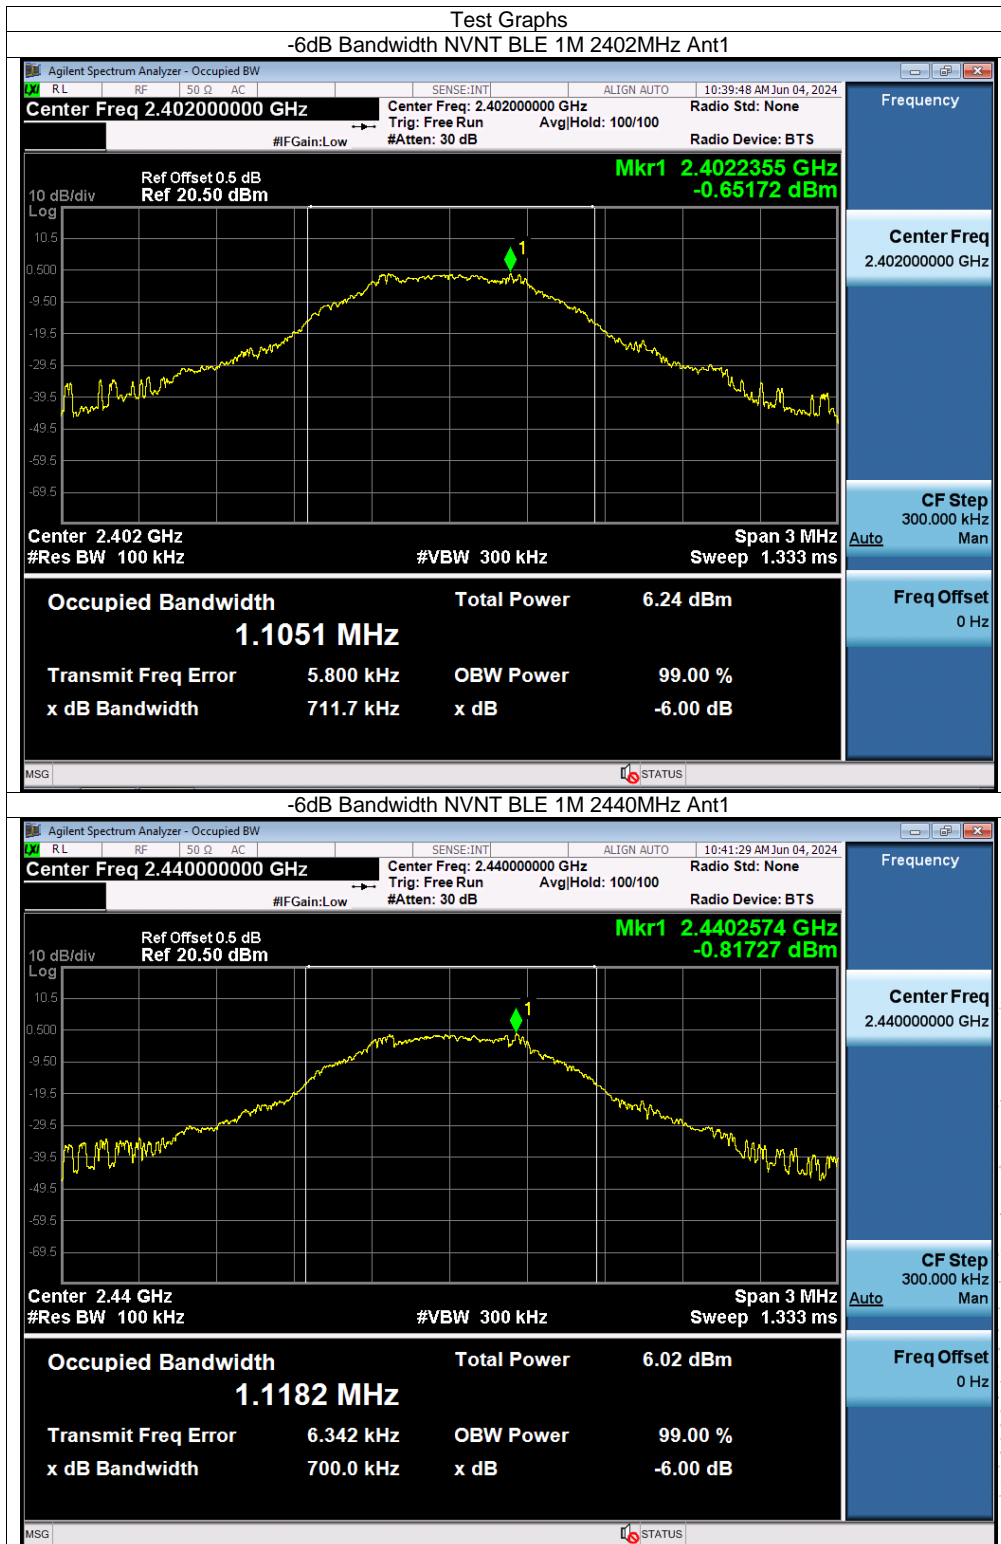 Test Graphs
-6dB Bandwidth NVNT BLE 1M 2402MHz Ant1
Agilent Spectrum Analyzer - Occupied BW
LXI RL RF 50 Ω AC SENSE:INT ALIGN AUTO 10:39:48 AM Jun 04, 2024
Center Freq 2.402000000 GHz
Center Freq: 2.402000000 GHz
Radio Std: None
Trig: Free Run Avg|Hold: 100/100
#IFGain:Low #Atten: 30 dB Radio Device: BTS
Frequency
Mkr1 2.4022355 GHz
-0.65172 dBm
Ref Offset 0.5 dB
10 dB/div Ref 20.50 dBm
Log
10.5
0.500
-9.50
-19.5
-29.5
-39.5
-49.5
-59.5
-69.5
1
Center 2.402 GHz Span 3 MHz
#Res BW 100 kHz #VBW 300 kHz Sweep 1.333 ms
Center Freq
2.402000000 GHz
CF Step
300.000 kHz
Auto Man
Freq Offset
0 Hz
Occupied Bandwidth Total Power 6.24 dBm
1.1051 MHz
Transmit Freq Error 5.800 kHz OBW Power 99.00 %
x dB Bandwidth 711.7 kHz x dB -6.00 dB
MSG STATUS
-6dB Bandwidth NVNT BLE 1M 2440MHz Ant1
Agilent Spectrum Analyzer - Occupied BW
LXI RL RF 50 Ω AC SENSE:INT ALIGN AUTO 10:41:29 AM Jun 04, 2024
Center Freq 2.440000000 GHz
Center Freq: 2.440000000 GHz
Radio Std: None
Trig: Free Run Avg|Hold: 100/100
#IFGain:Low #Atten: 30 dB Radio Device: BTS
Frequency
Mkr1 2.4402574 GHz
-0.81727 dBm
Ref Offset 0.5 dB
10 dB/div Ref 20.50 dBm
Log
10.5
0.500
-9.50
-19.5
-29.5
-39.5
-49.5
-59.5
-69.5
1
Center 2.44 GHz Span 3 MHz
#Res BW 100 kHz #VBW 300 kHz Sweep 1.333 ms
Center Freq
2.440000000 GHz
CF Step
300.000 kHz
Auto Man
Freq Offset
0 Hz
Occupied Bandwidth Total Power 6.02 dBm
1.1182 MHz
Transmit Freq Error 6.342 kHz OBW Power 99.00 %
x dB Bandwidth 700.0 kHz x dB -6.00 dB
MSG STATUS